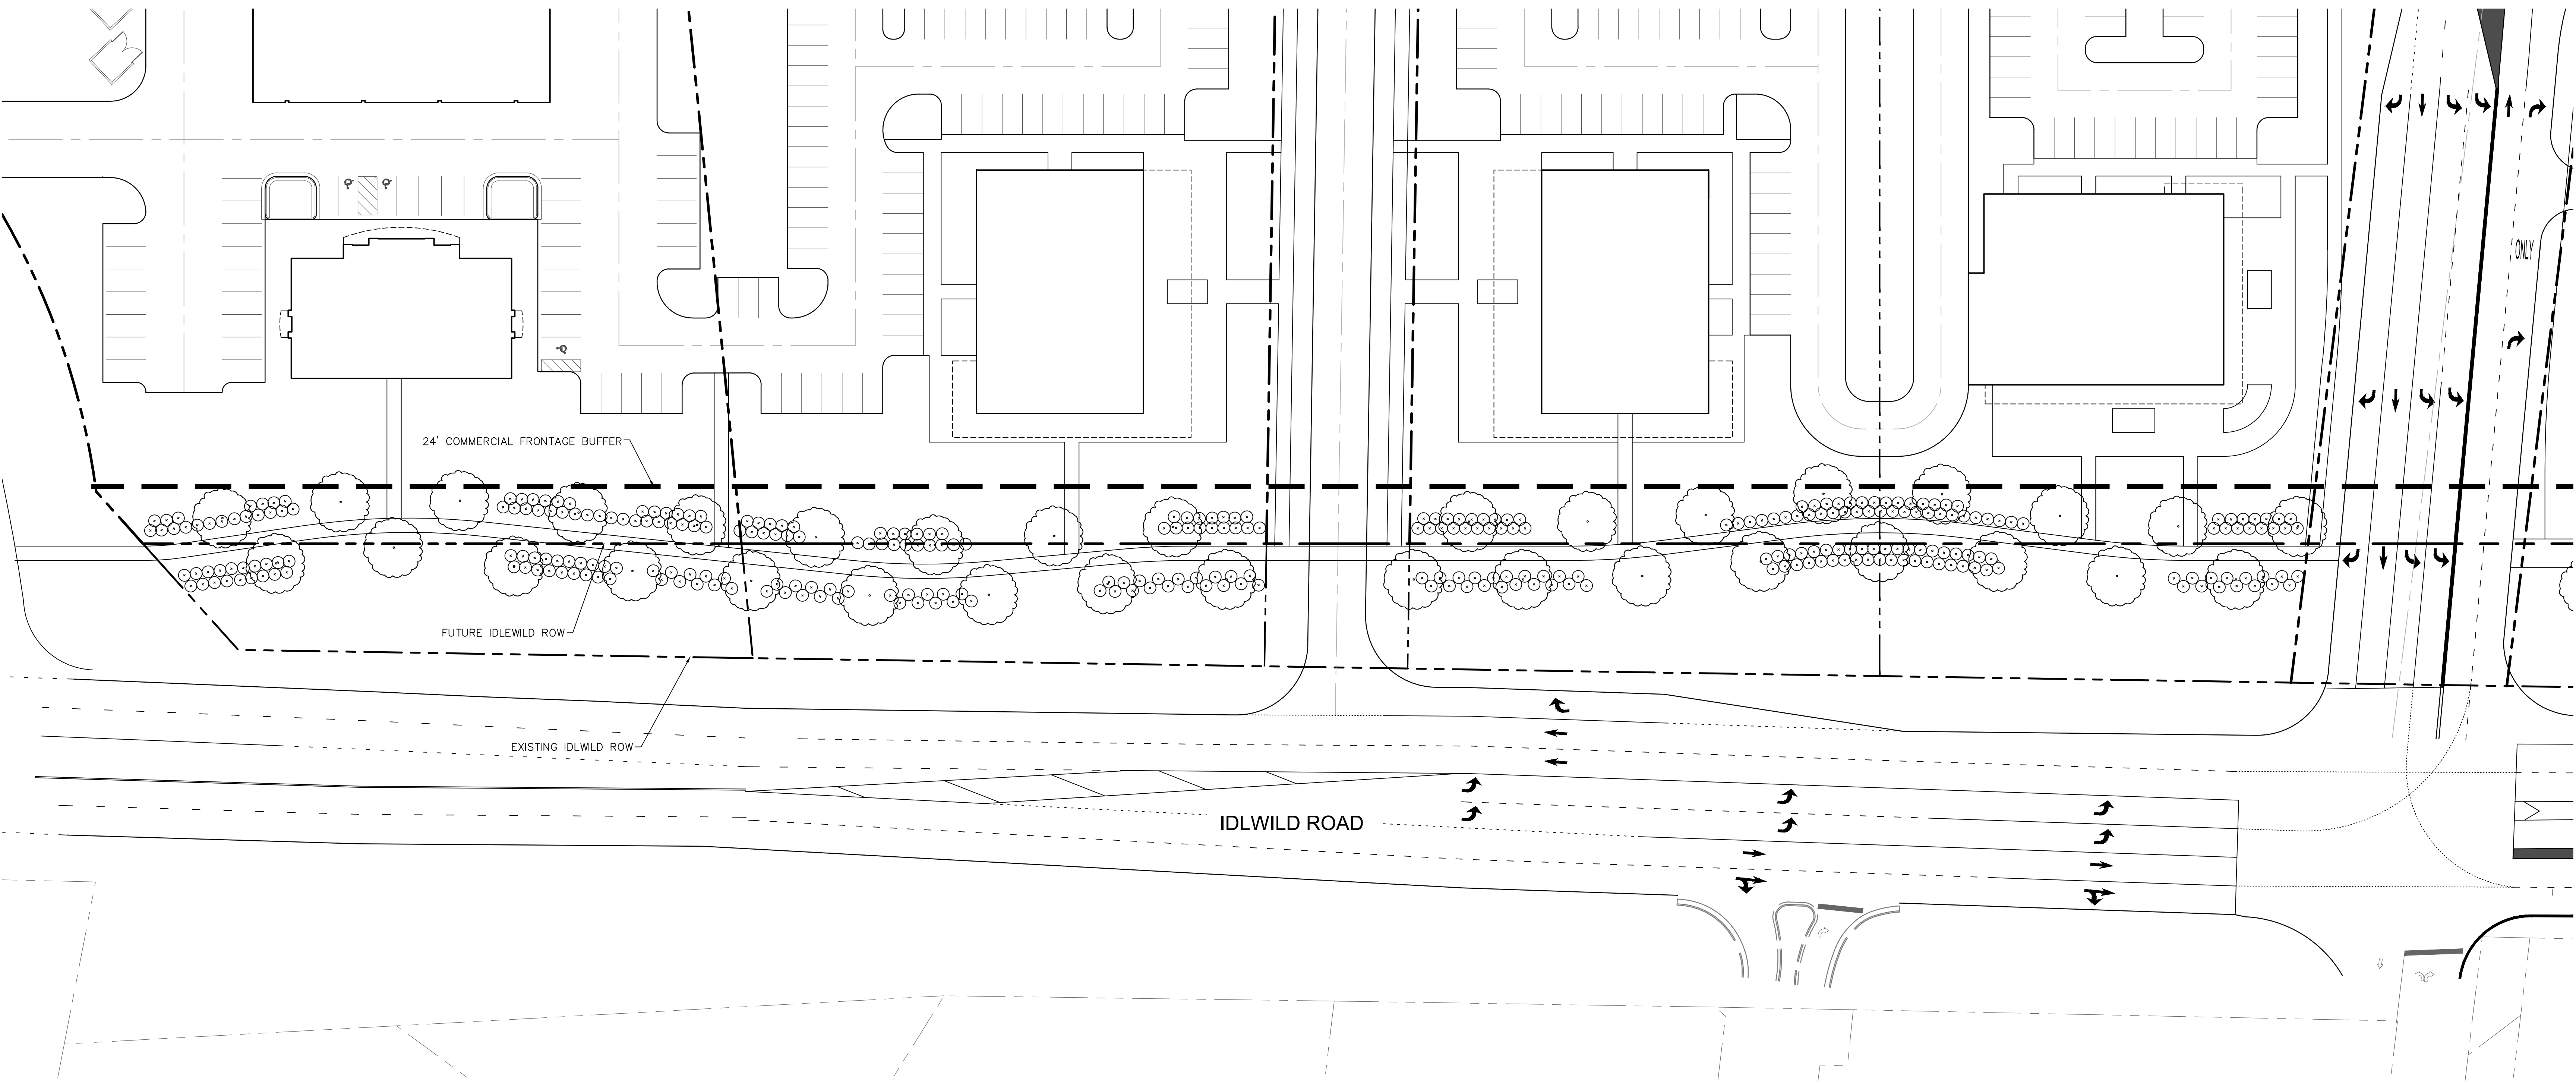 ONLY
24' COMMERCIAL FRONTAGE BUFFER
FUTURE IDLEWILD ROW
EXISTING IDLWILD ROW
IDLWILD ROAD